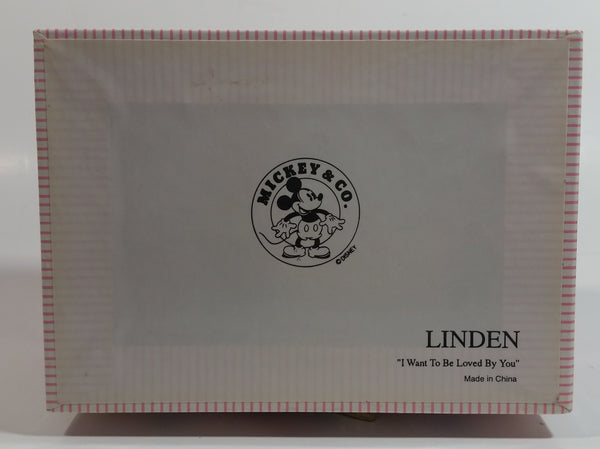 MICKEY & CO.
© DISNEY
LINDEN
"I Want To Be Loved By You"
Made in China